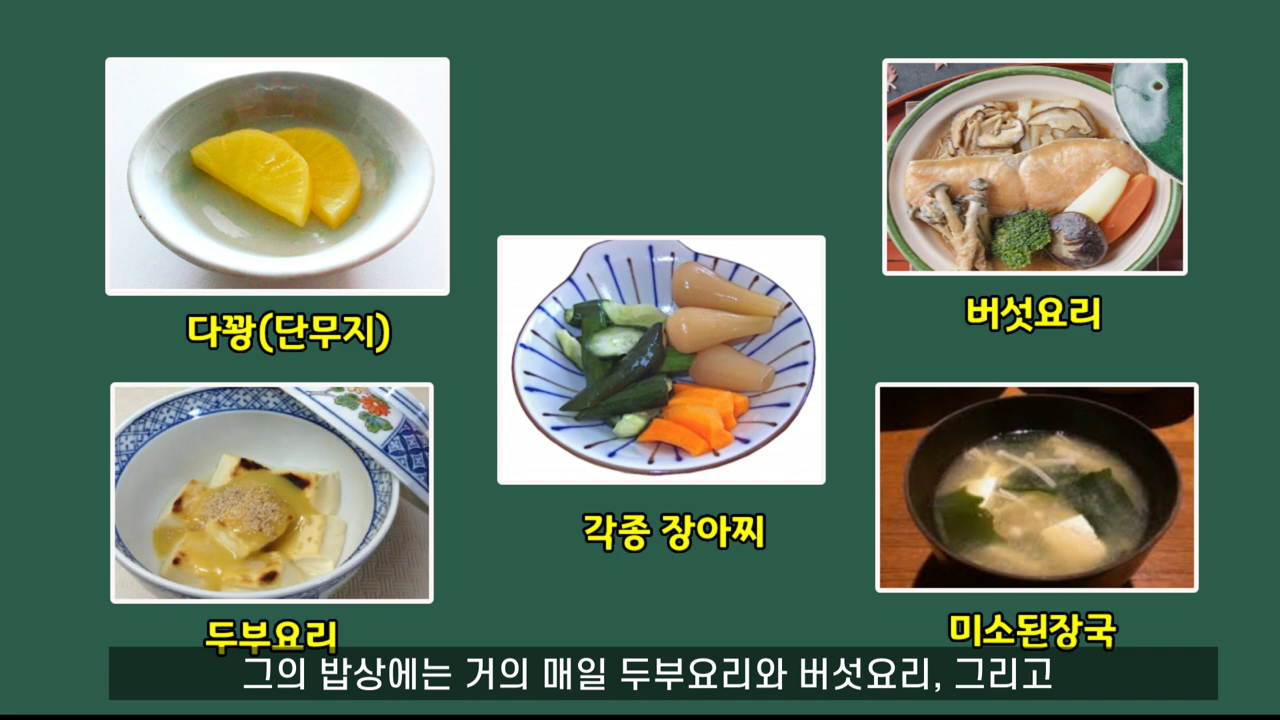 다꽝(단무지)
버섯요리
각종 장아찌
두부요리
미소된장국
그의 밥상에는 거의 매일 두부요리와 버섯요리, 그리고